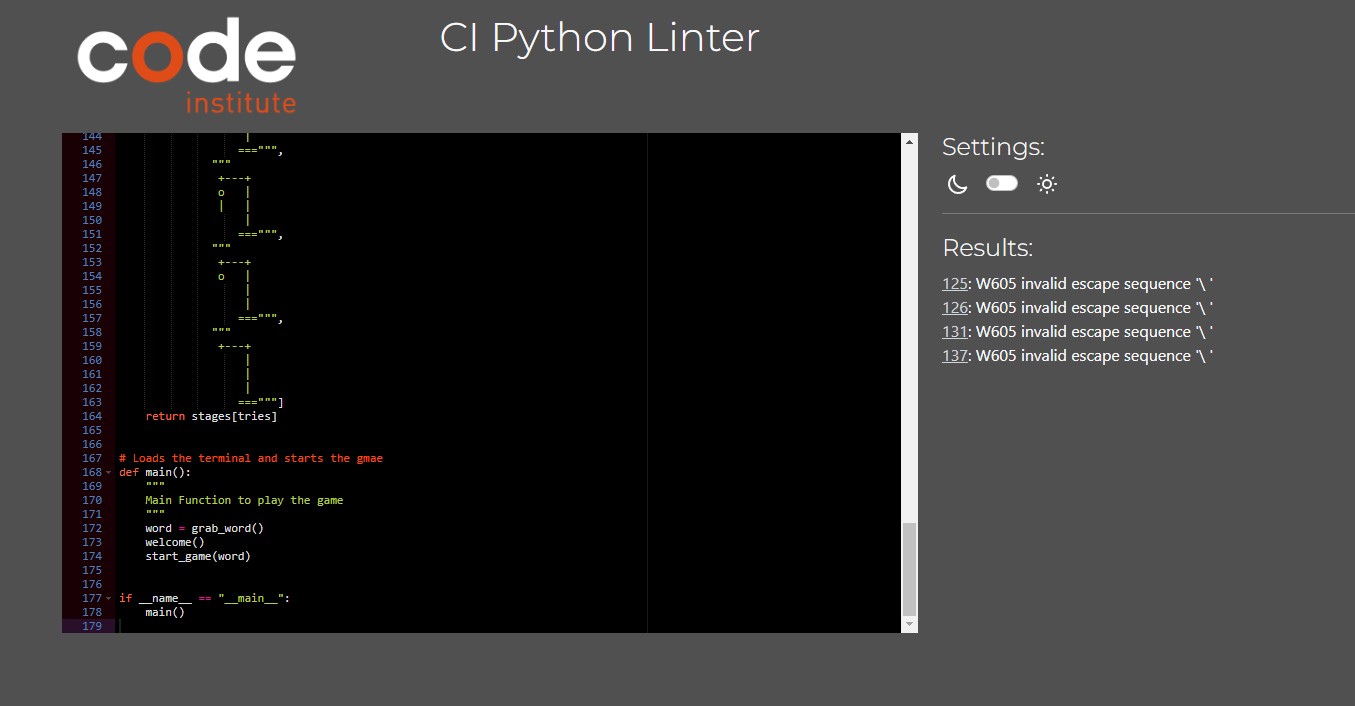 code
institute
CI Python Linter
144 |
145 ===""",
146 """
147 +---+
148 o |
149 | |
150 |
151 ===""",
152 """
153 +---+
154 o |
155 |
156 |
157 ===""",
158 """
159 +---+
160 |
161 |
162 |
163 ==="""]
164 return stages[tries]
165
166
167 # Loads the terminal and starts the gmae
168 def main():
169 """
170 Main Function to play the game
171 """
172 word = grab_word()
173 welcome()
174 start_game(word)
175
176
177 if __name__ == "__main__":
178 main()
179
Settings:
Results:
125: W605 invalid escape sequence '\ '
126: W605 invalid escape sequence '\ '
131: W605 invalid escape sequence '\ '
137: W605 invalid escape sequence '\ '